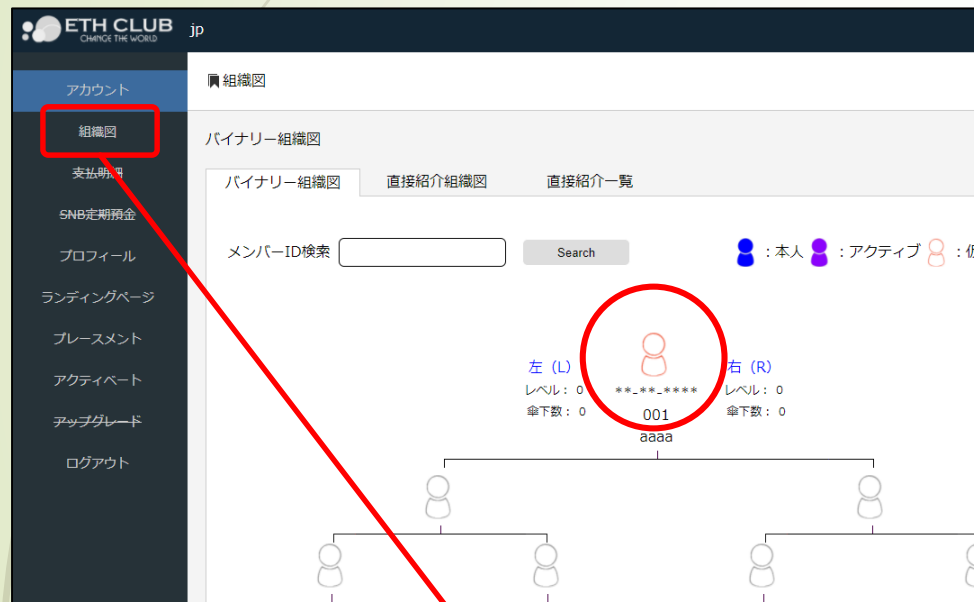 ETH CLUB
CHANGE THE WORLD
jp
アカウント
組織図
支払明細
SNB定期預金
プロフィール
ランディングページ
プレースメント
アクティベート
アップグレード
ログアウト
組織図
バイナリー組織図
バイナリー組織図 直接紹介組織図 直接紹介一覧
メンバーID検索 Search :本人 :アクティブ :仮
左 (L) 右 (R)
レベル: 0 **-**-**** レベル: 0
傘下数: 0 001 傘下数: 0
aaaa